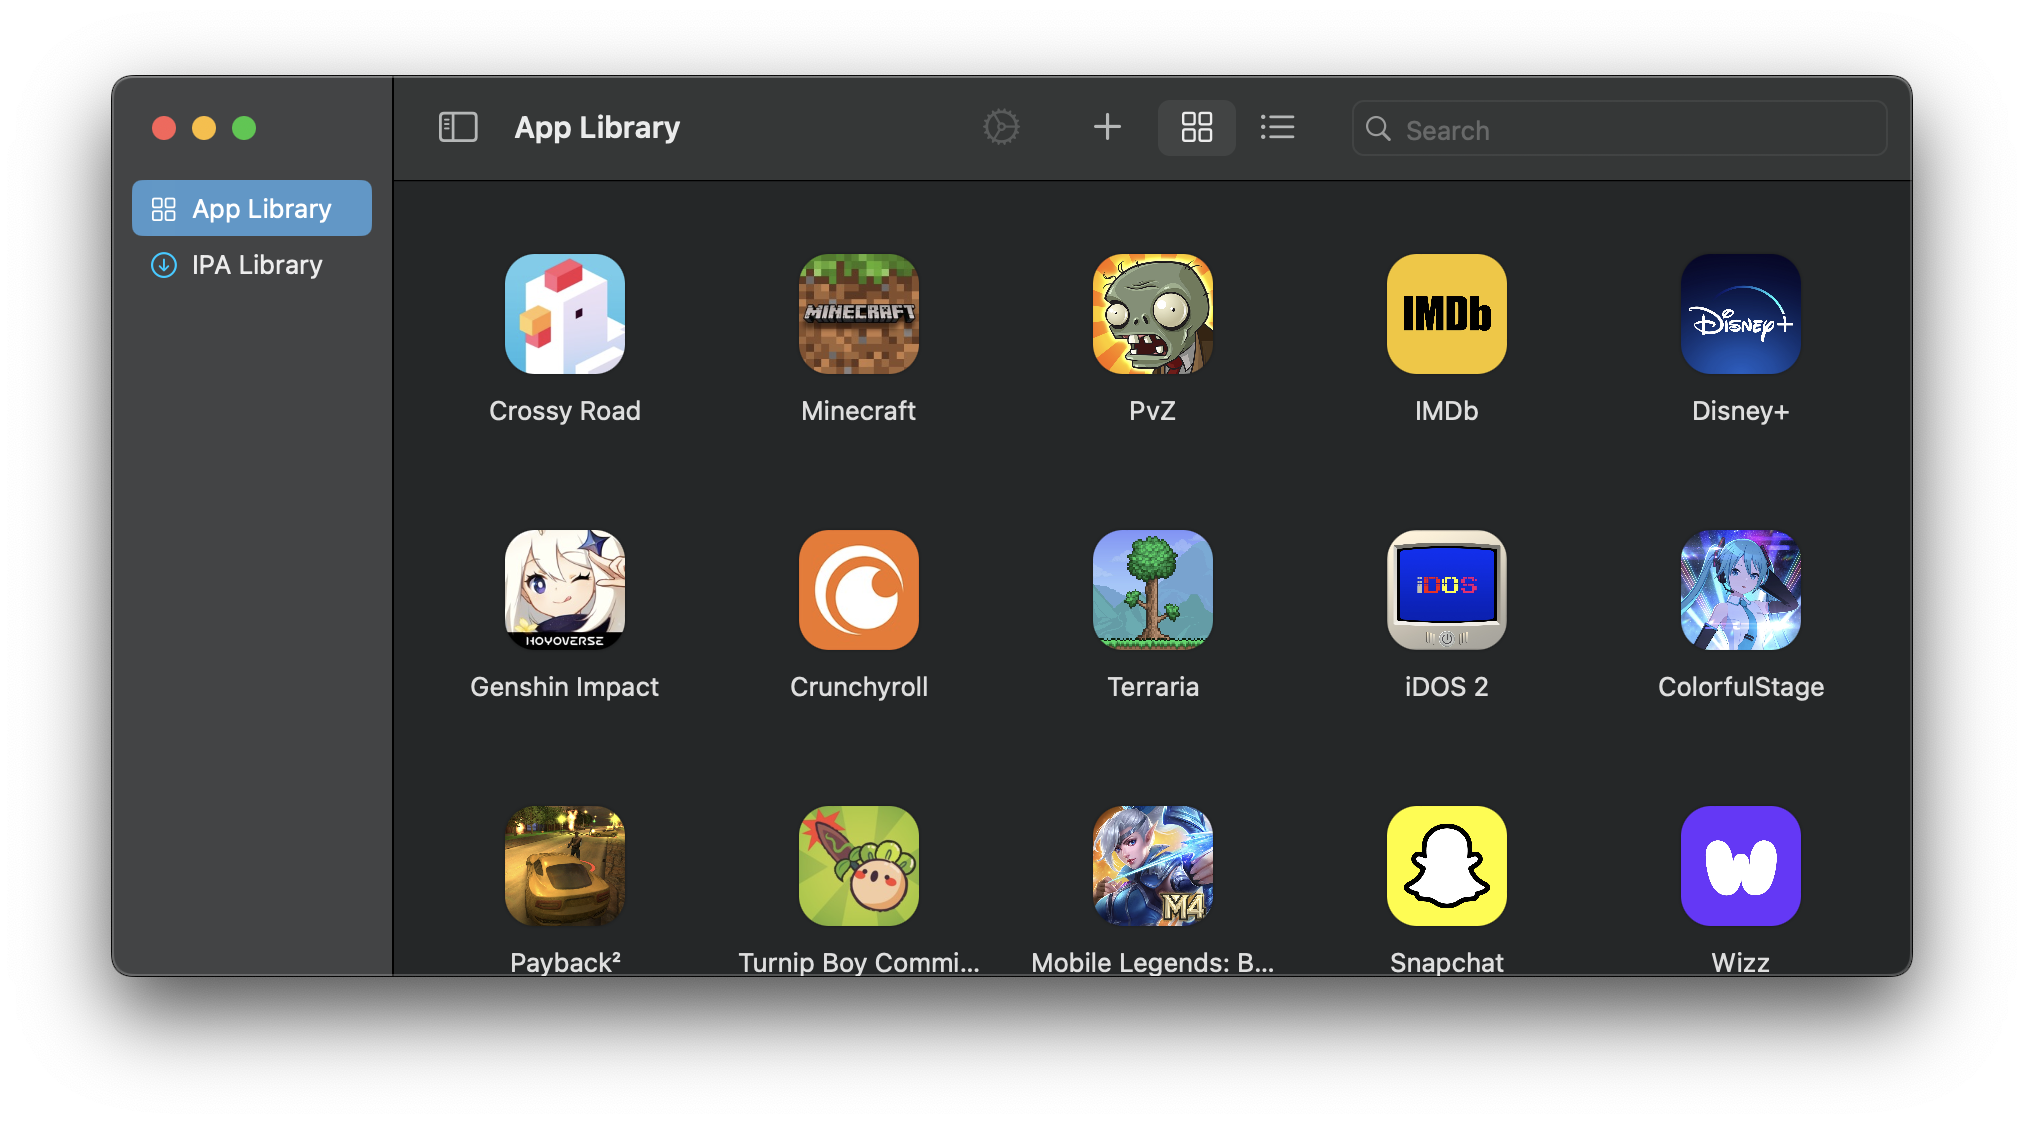 App Library
Search
App Library
IPA Library
MINECRAFT
IMDb
Disney+
Crossy Road
Minecraft
PvZ
IMDb
Disney+
HOYOVERSE
iDOS
Genshin Impact
Crunchyroll
Terraria
iDOS 2
ColorfulStage
M4
W
Payback²
Turnip Boy Commi...
Mobile Legends: B...
Snapchat
Wizz